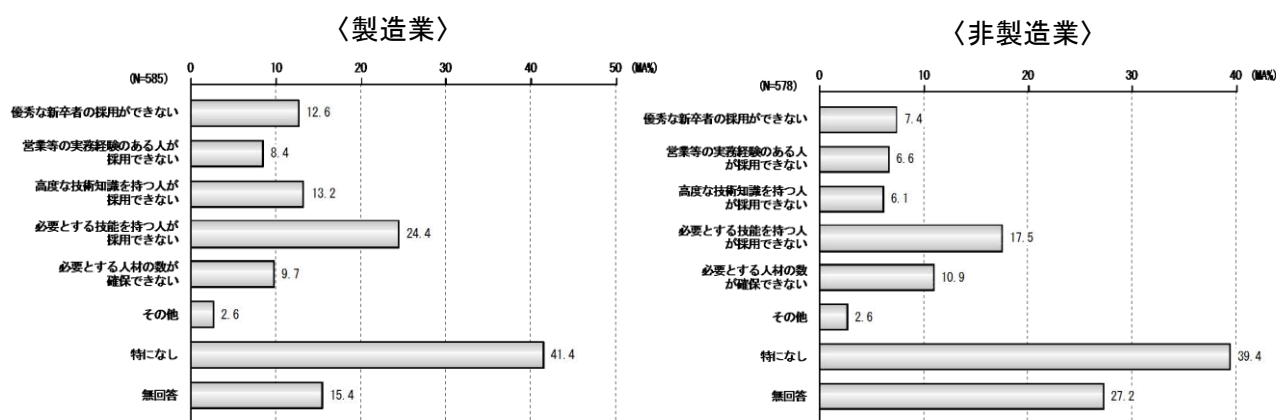 〈製造業〉
0 10 20 30 40 50 (MA%)
(N=585)
優秀な新卒者の採用ができない 12.6
営業等の実務経験のある人が
採用できない 8.4
高度な技術知識を持つ人が
採用できない 13.2
必要とする技能を持つ人が
採用できない 24.4
必要とする人材の数が
確保できない 9.7
その他 2.6
特になし 41.4
無回答 15.4
〈非製造業〉
0 10 20 30 40 (MA%)
(N=578)
優秀な新卒者の採用ができない 7.4
営業等の実務経験のある人
が採用できない 6.6
高度な技術知識を持つ人
が採用できない 6.1
必要とする技能を持つ人
が採用できない 17.5
必要とする人材の数
が確保できない 10.9
その他 2.6
特になし 39.4
無回答 27.2